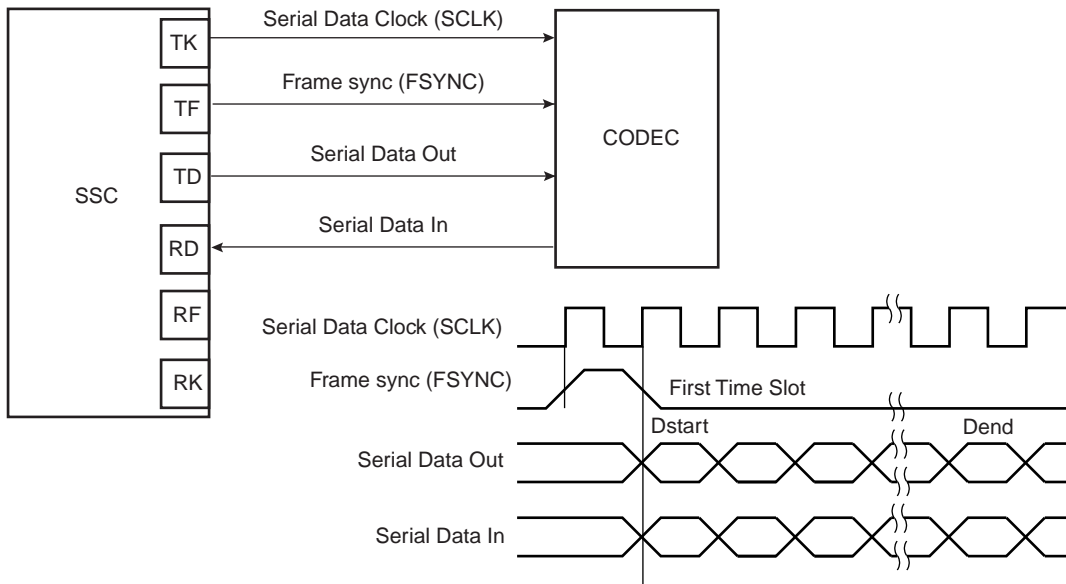 SSC
TK
TF
TD
RD
RF
RK
Serial Data Clock (SCLK)
Frame sync (FSYNC)
Serial Data Out
Serial Data In
CODEC
Serial Data Clock (SCLK)
Frame sync (FSYNC)
First Time Slot
Dstart
Dend
Serial Data Out
Serial Data In